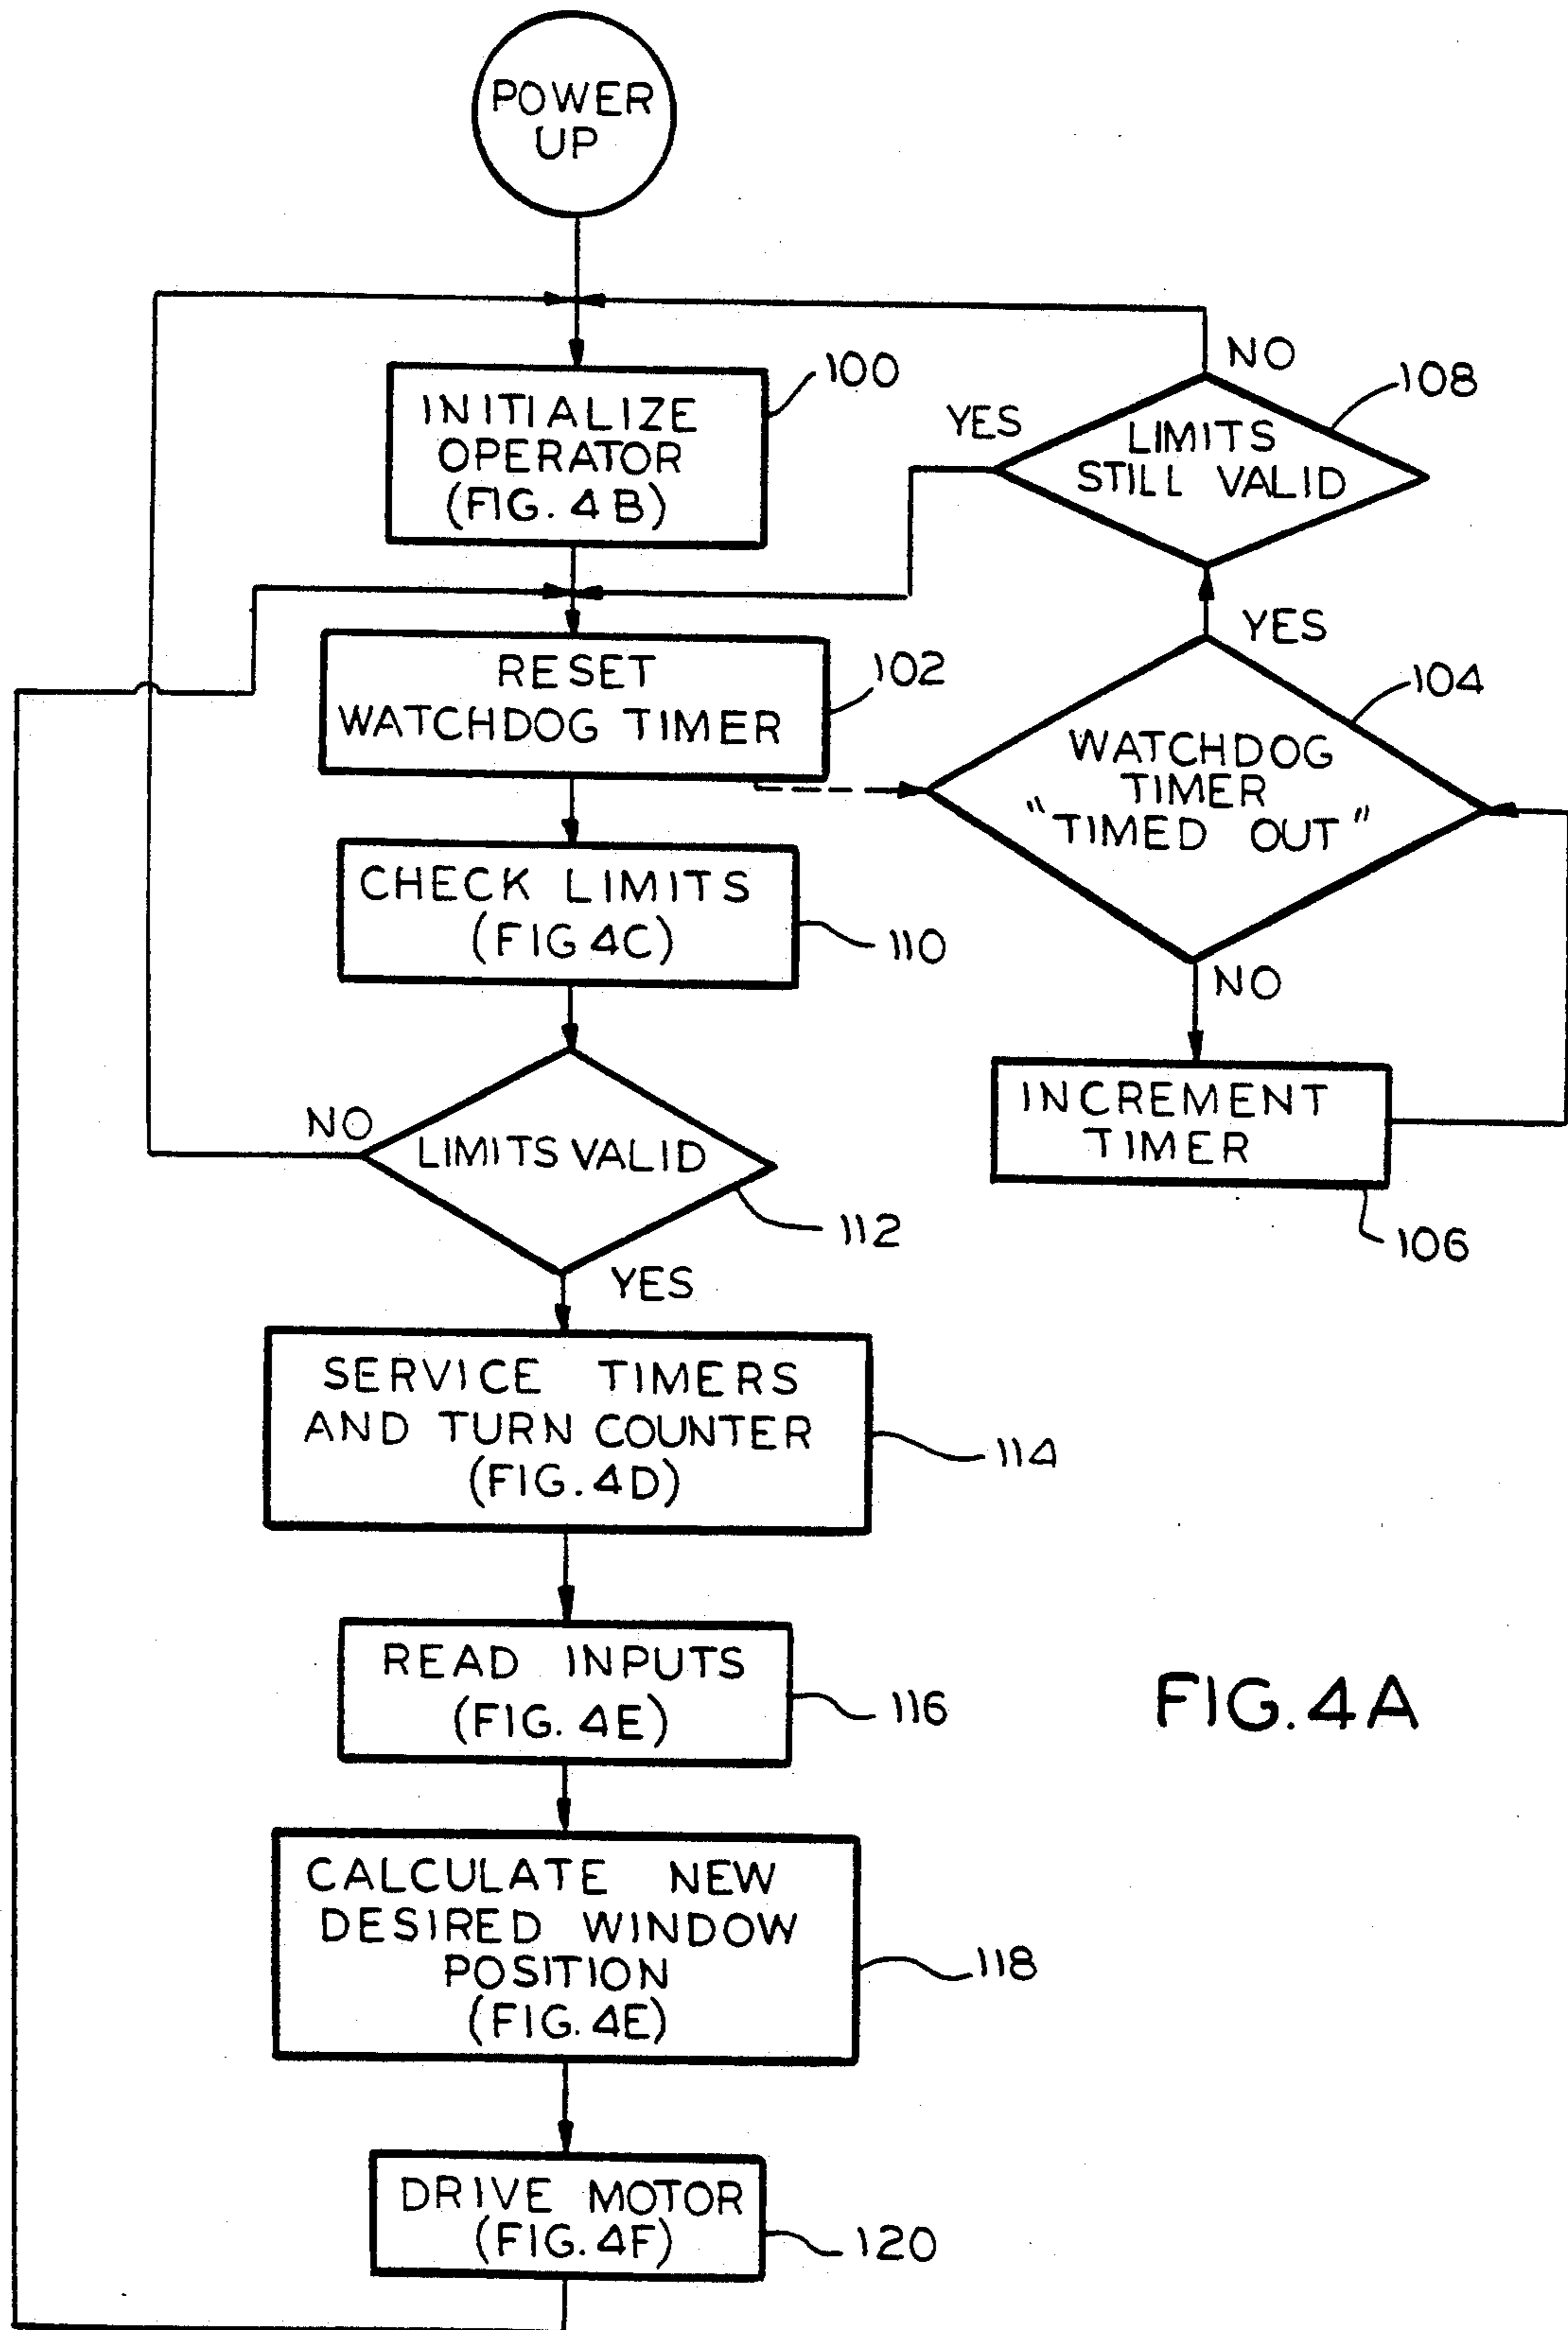 POWER
UP
INITIALIZE
OPERATOR
(FIG. 4B)
100
NO
108
YES
LIMITS
STILL VALID
RESET
WATCHDOG TIMER
102
YES
104
WATCHDOG
TIMER
"TIMED OUT"
CHECK LIMITS
(FIG 4C)
110
NO
INCREMENT
TIMER
106
NO
LIMITS VALID
112
YES
SERVICE TIMERS
AND TURN COUNTER
(FIG. 4D)
114
READ INPUTS
(FIG. 4E)
116
FIG. 4A
CALCULATE NEW
DESIRED WINDOW
POSITION
(FIG. 4E)
118
DRIVE MOTOR
(FIG. 4F)
120